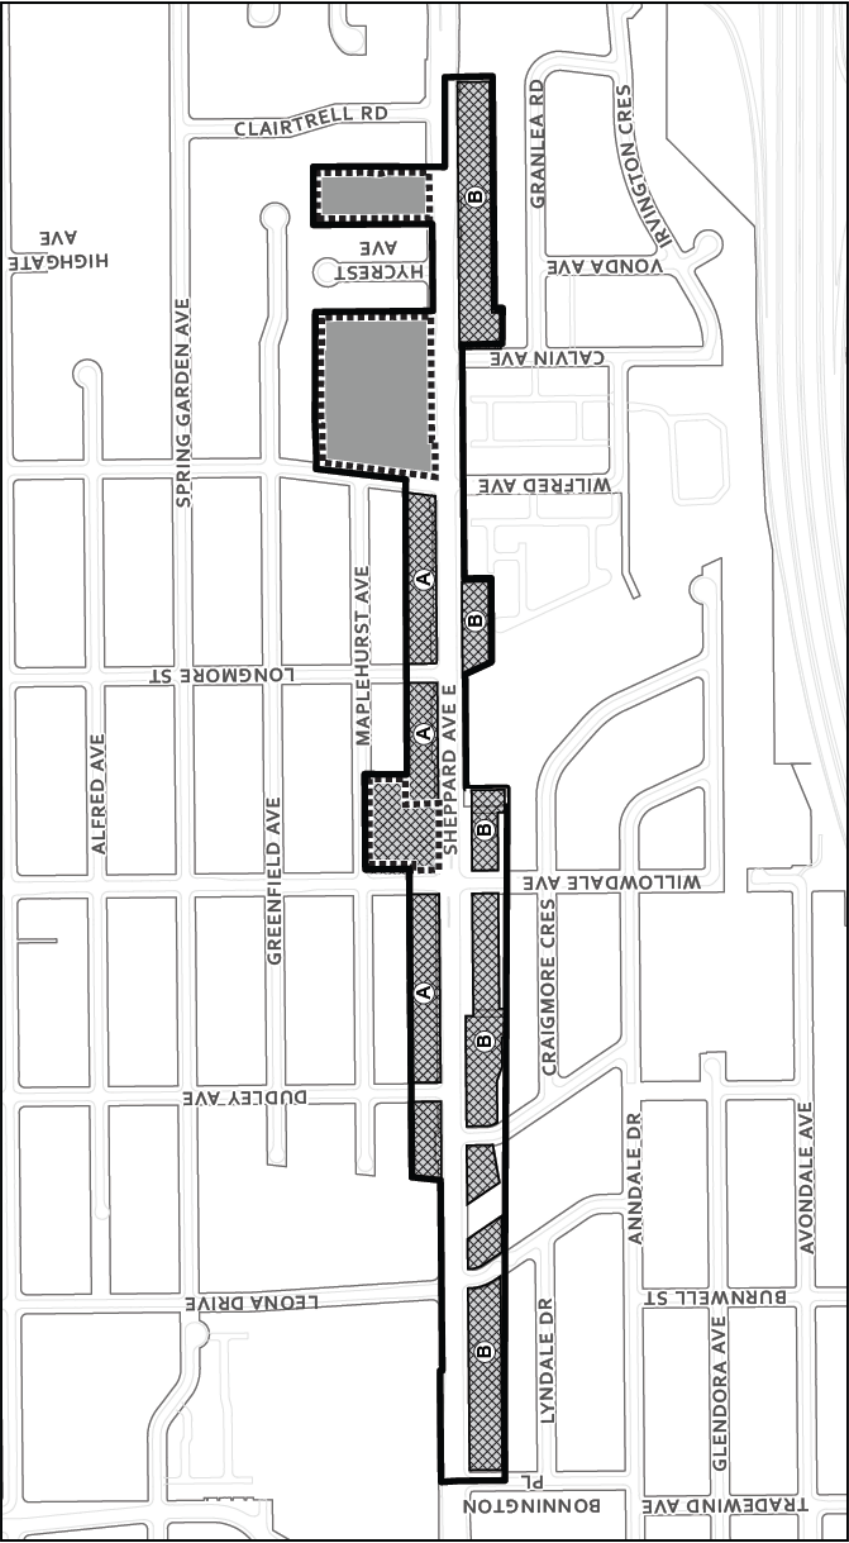 CLAIRTRELL RD
GRANLEA RD
IRVINGTON CRES
B
HIGHGATE
AVE
HYCREST
AVE
VONDA AVE
SPRING GARDEN AVE
CALVIN AVE
WILFRED AVE
A
B
MAPLEHURST AVE
LONGMORE ST
SHEPPARD AVE E
A
ALFRED AVE
B
GREENFIELD AVE
WILLOWDALE AVE
CRAIGMORE CRES
A
B
DUDLEY AVE
ANNDALE DR
AVONDALE AVE
LEONA DRIVE
BURNWELL ST
LYNDALE DR
GLENDORA AVE
B
BONNINGTON
PL
TRADEWIND AVE